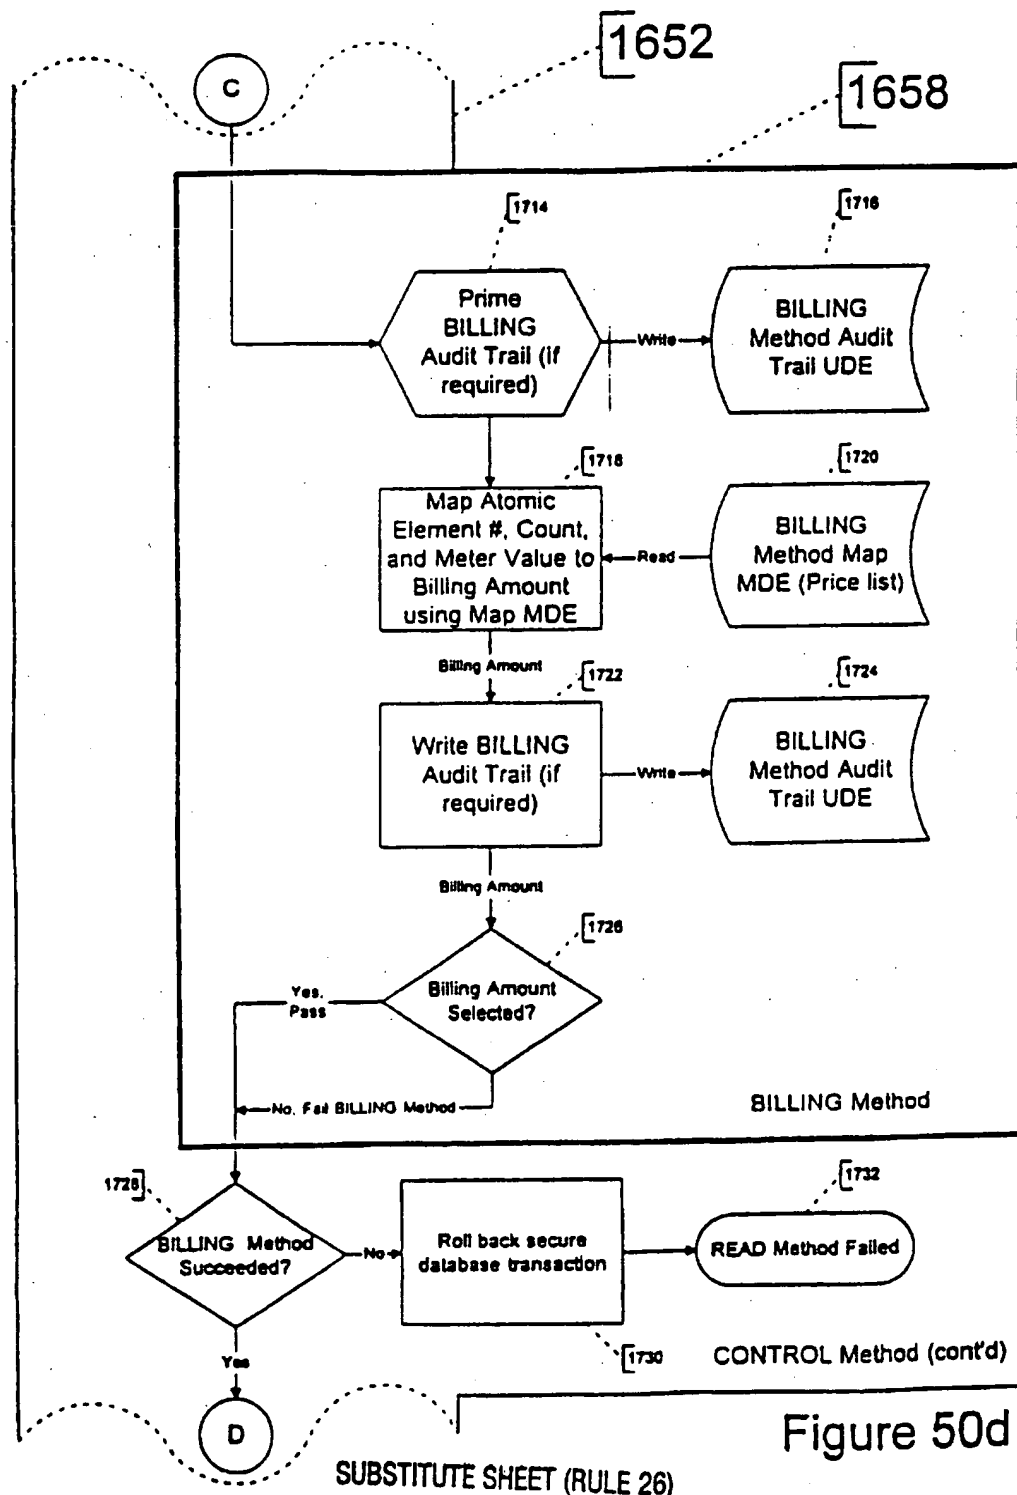 1652
C
1658
1714
1716
Prime
BILLING
Audit Trail (if
required)
Write
BILLING
Method Audit
Trail UDE
1718
1720
Map Atomic
Element #, Count,
and Meter Value to
Billing Amount
using Map MDE
Read
BILLING
Method Map
MDE (Price list)
Billing Amount
1722
1724
Write BILLING
Audit Trail (if
required)
Write
BILLING
Method Audit
Trail UDE
Billing Amount
1726
Yes,
Pass
Billing Amount
Selected?
No, Fail BILLING Method
BILLING Method
1728
1732
BILLING Method
Succeeded?
No
Roll back secure
database transaction
READ Method Failed
Yes
1730
CONTROL Method (cont'd)
D
Figure 50d
SUBSTITUTE SHEET (RULE 26)